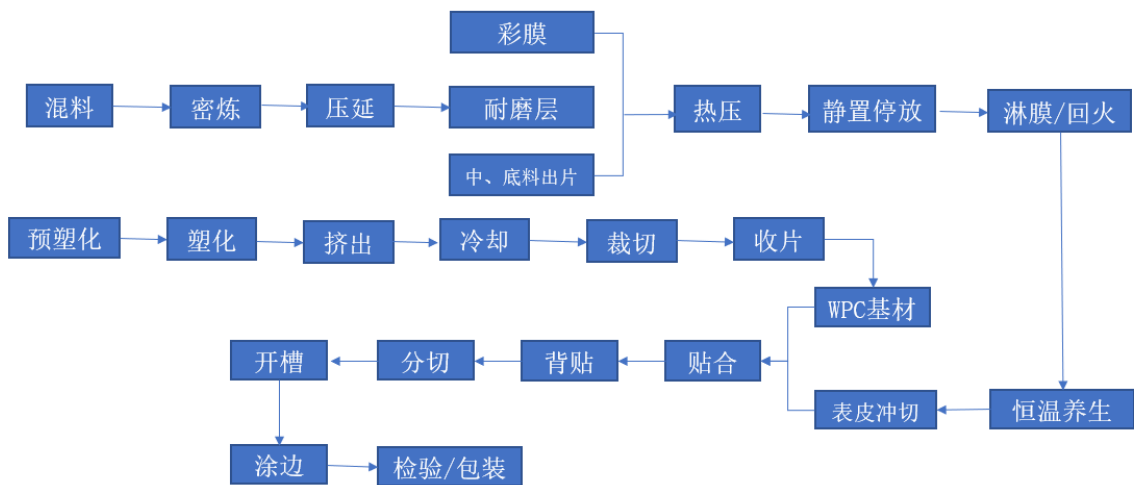 彩膜
混料
密炼
压延
耐磨层
热压
静置停放
淋膜/回火
中、底料出片
预塑化
塑化
挤出
冷却
裁切
收片
WPC基材
开槽
分切
背贴
贴合
表皮冲切
恒温养生
涂边
检验/包装